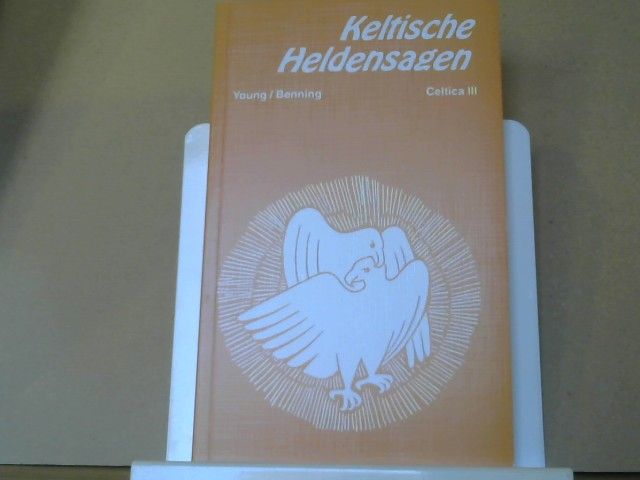 Keltische
Heldensagen
Young / Benning Celtica III